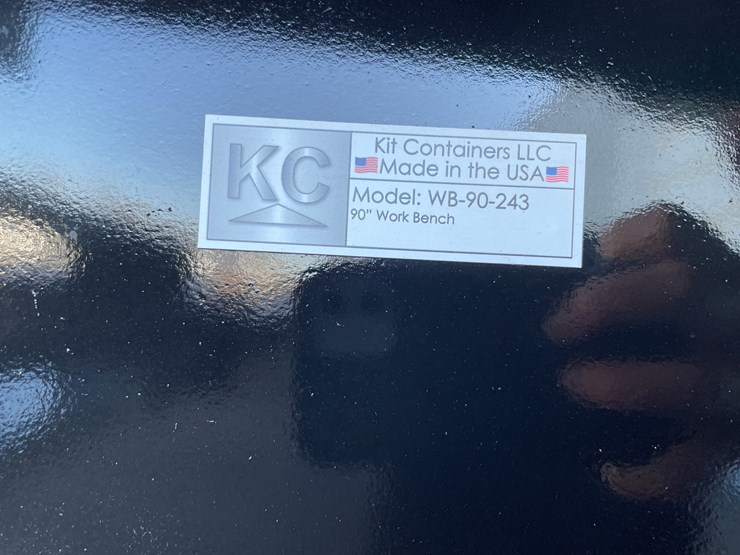 KC
Kit Containers LLC
Made in the USA
Model: WB-90-243
90" Work Bench